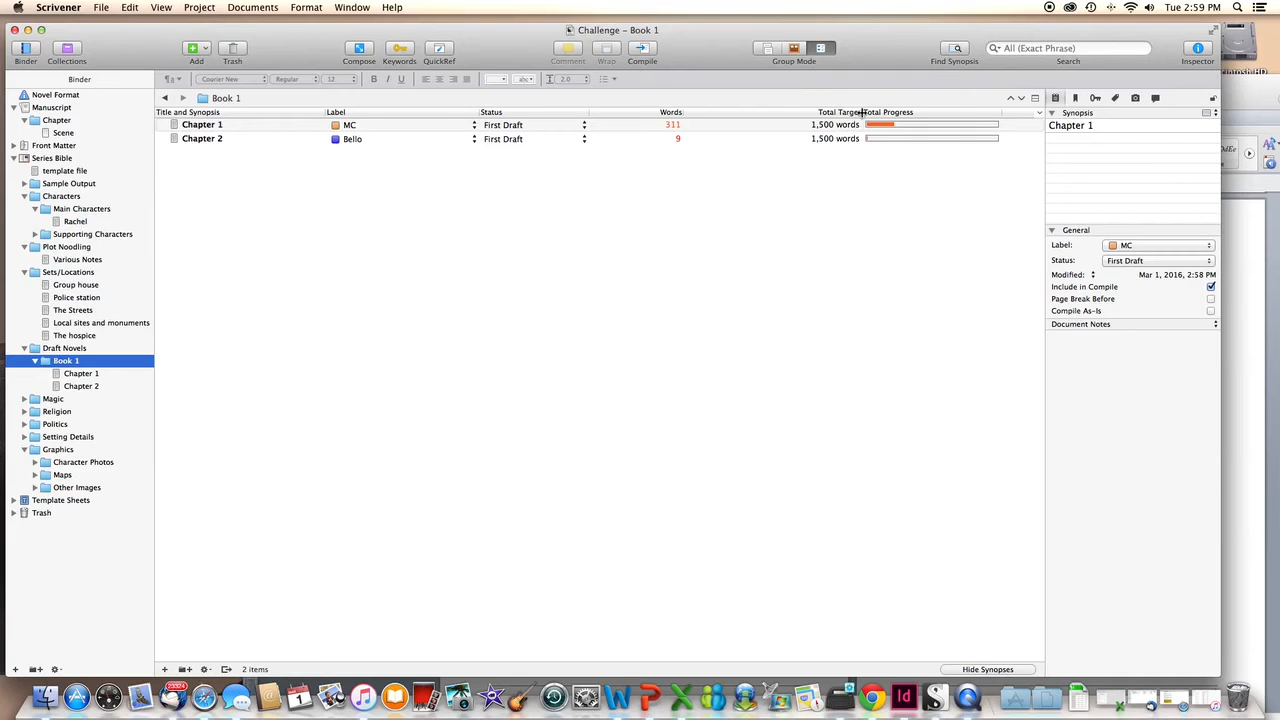 Scrivener File Edit View Project Documents Format Window Help Tue 2:59 PM
Challenge - Book 1
Binder Collections Add Trash Compose Keywords QuickRef Comment Wrap Compile Group Mode Find Synopsis All (Exact Phrase) Search Inspector
Binder
Courier New Regular 12 B I U abc 2.0
Book 1
Title and Synopsis Label Status Words Total Target Total Progress
Chapter 1 MC First Draft 311 1,500 words
Chapter 2 Bello First Draft 9 1,500 words
Novel Format
Manuscript
Chapter
Scene
Front Matter
Series Bible
template file
Sample Output
Characters
Main Characters
Rachel
Supporting Characters
Plot Noodling
Various Notes
Sets/Locations
Group house
Police station
The Streets
Local sites and monuments
The hospice
Draft Novels
Book 1
Chapter 1
Chapter 2
Magic
Religion
Politics
Setting Details
Graphics
Character Photos
Maps
Other Images
Template Sheets
Trash
Synopsis
Chapter 1
General
Label: MC
Status: First Draft
Modified: Mar 1, 2016, 2:58 PM
Include in Compile
Page Break Before
Compile As-Is
Document Notes
2 items
Hide Synopses
23324